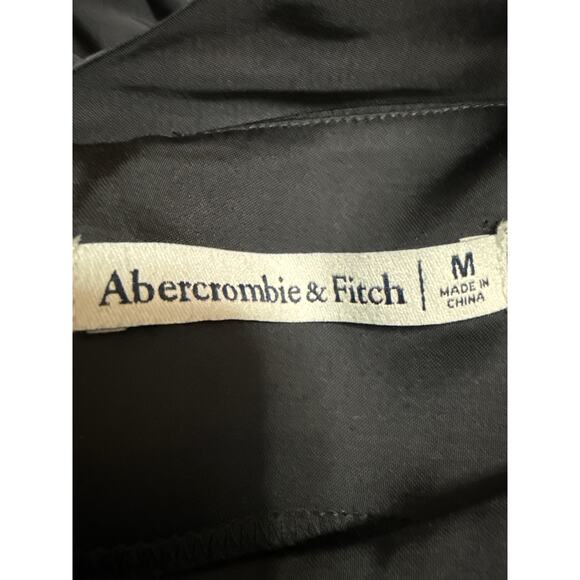 Abercrombie & Fitch | M
MADE IN
CHINA